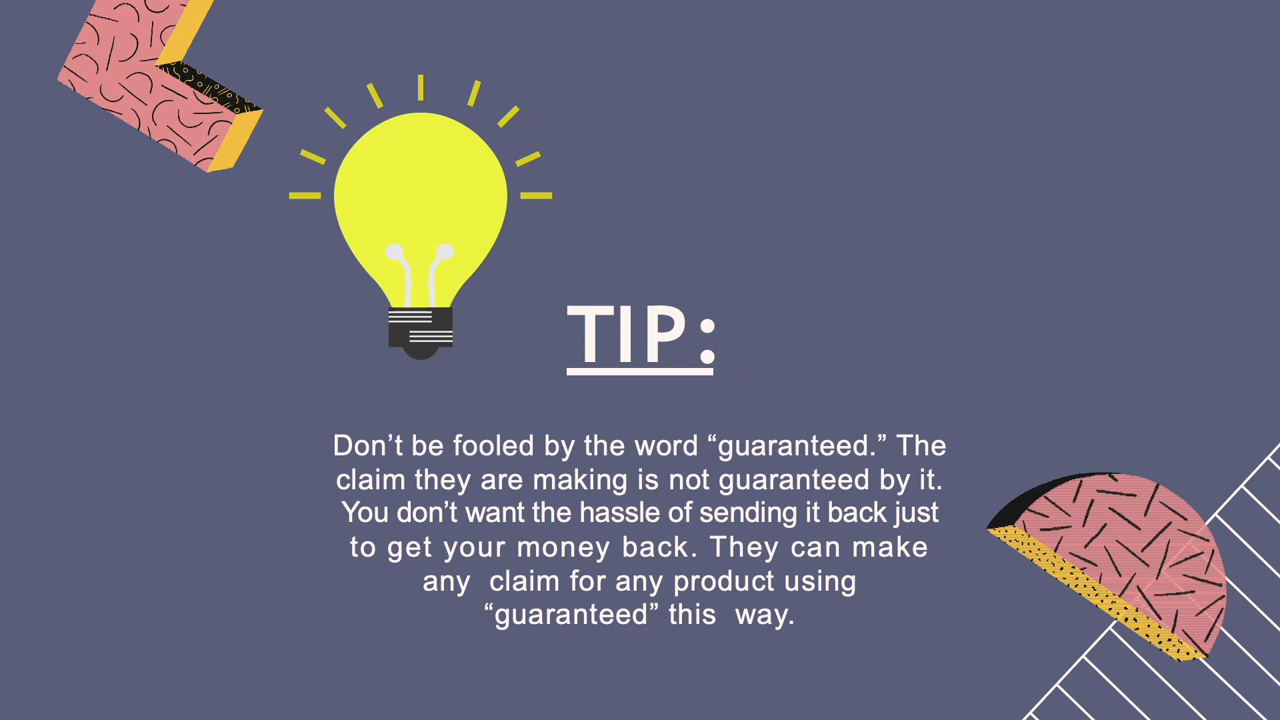 TIP:
Don’t be fooled by the word “guaranteed.” The
claim they are making is not guaranteed by it.
You don’t want the hassle of sending it back just
to get your money back. They can make
any claim for any product using
“guaranteed” this way.